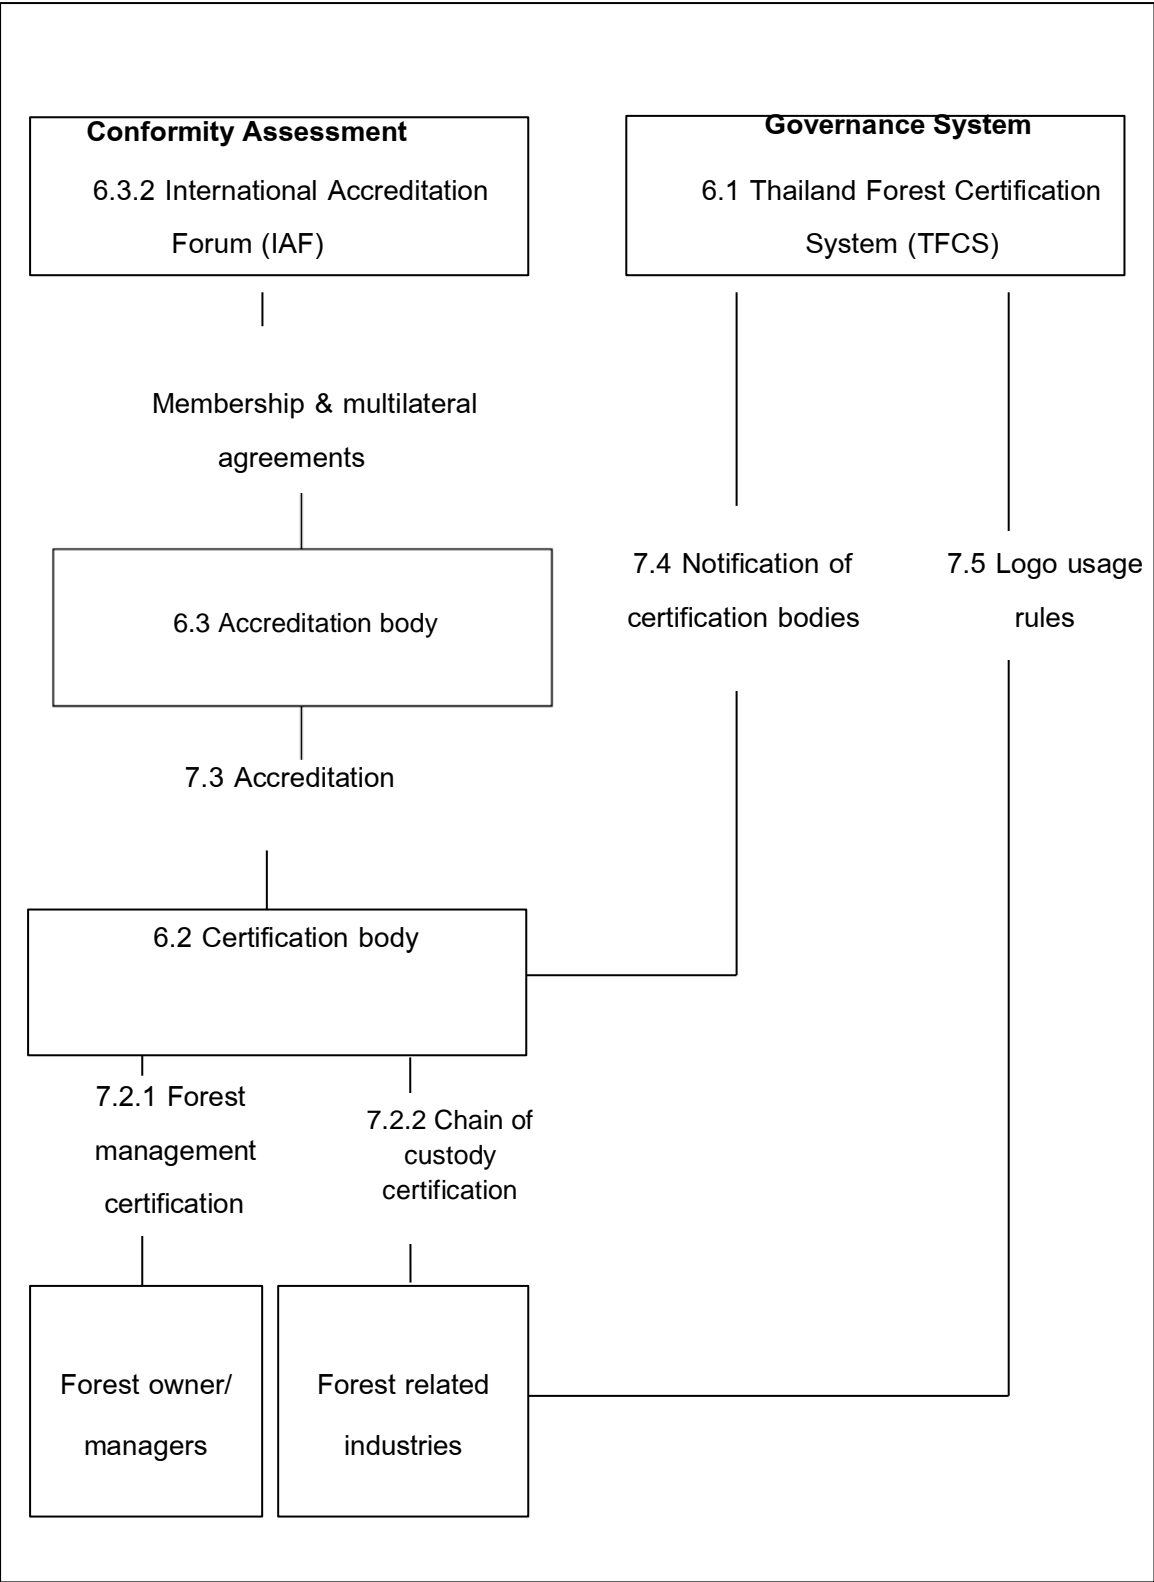 Conformity Assessment
6.3.2 International Accreditation
Forum (IAF)
Governance System
6.1 Thailand Forest Certification
System (TFCS)
Membership & multilateral
agreements
6.3 Accreditation body
7.4 Notification of
certification bodies
7.5 Logo usage
rules
7.3 Accreditation
6.2 Certification body
7.2.1 Forest
management
certification
7.2.2 Chain of
custody
certification
Forest owner/
managers
Forest related
industries